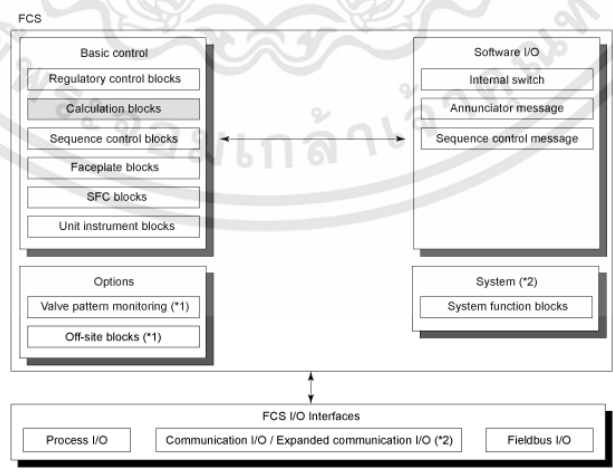 FCS
Basic control
Regulatory control blocks
Calculation blocks
Sequence control blocks
Faceplate blocks
SFC blocks
Unit instrument blocks
Software I/O
Internal switch
Annunciator message
Sequence control message
Options
Valve pattern monitoring (*1)
Off-site blocks (*1)
System (*2)
System function blocks
FCS I/O Interfaces
Process I/O
Communication I/O / Expanded communication I/O (*2)
Fieldbus I/O